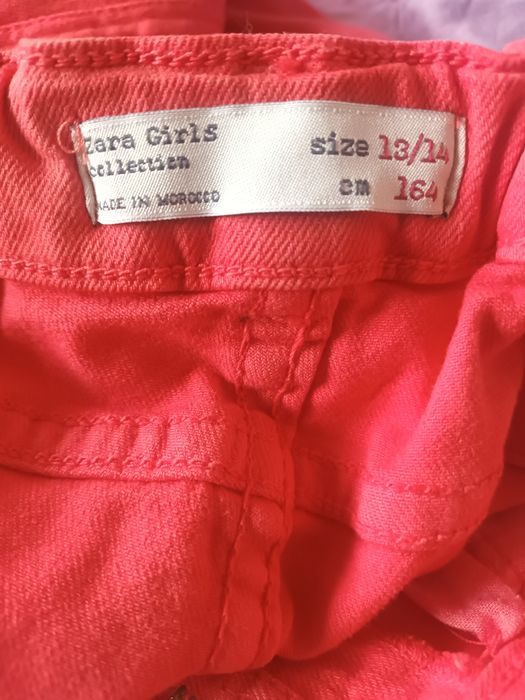 Zara Girls
collection
MADE IN MOROCCO
size 13/14
cm 164